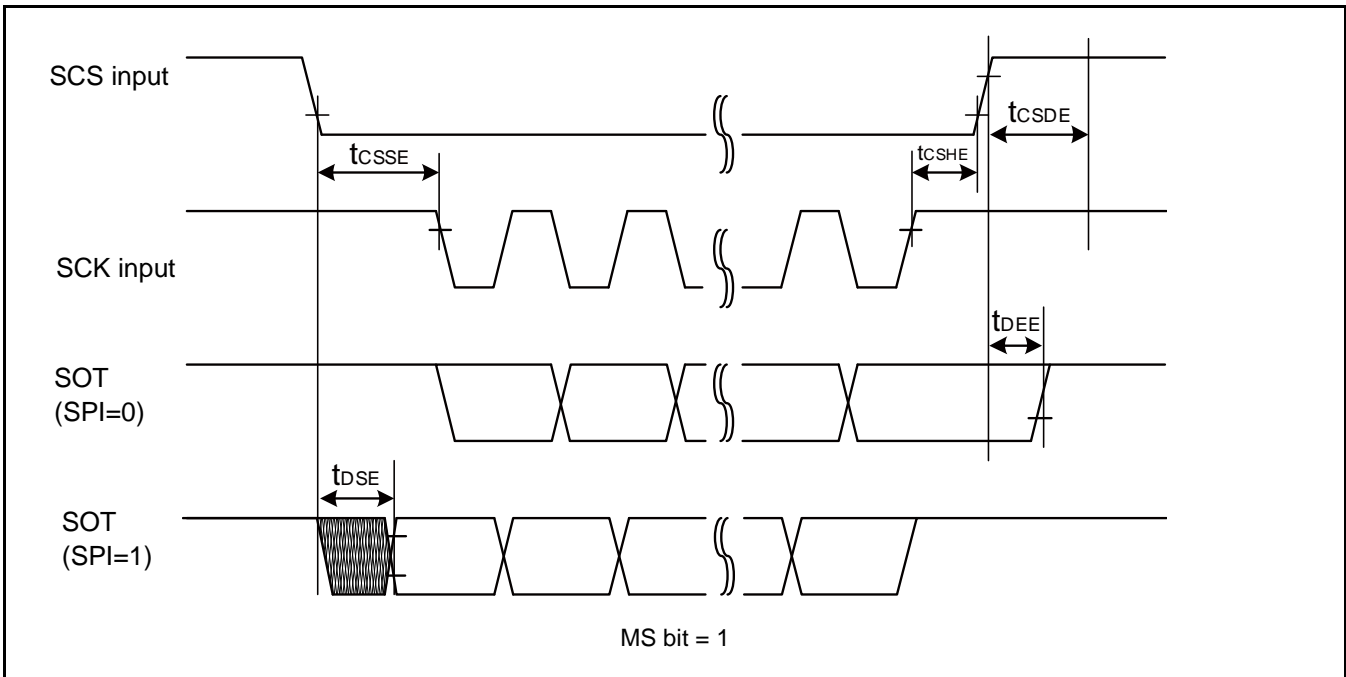 SCS input
tCSDE
tCSSE
tCSHE
SCK input
tDEE
SOT
(SPI=0)
tDSE
SOT
(SPI=1)
MS bit = 1